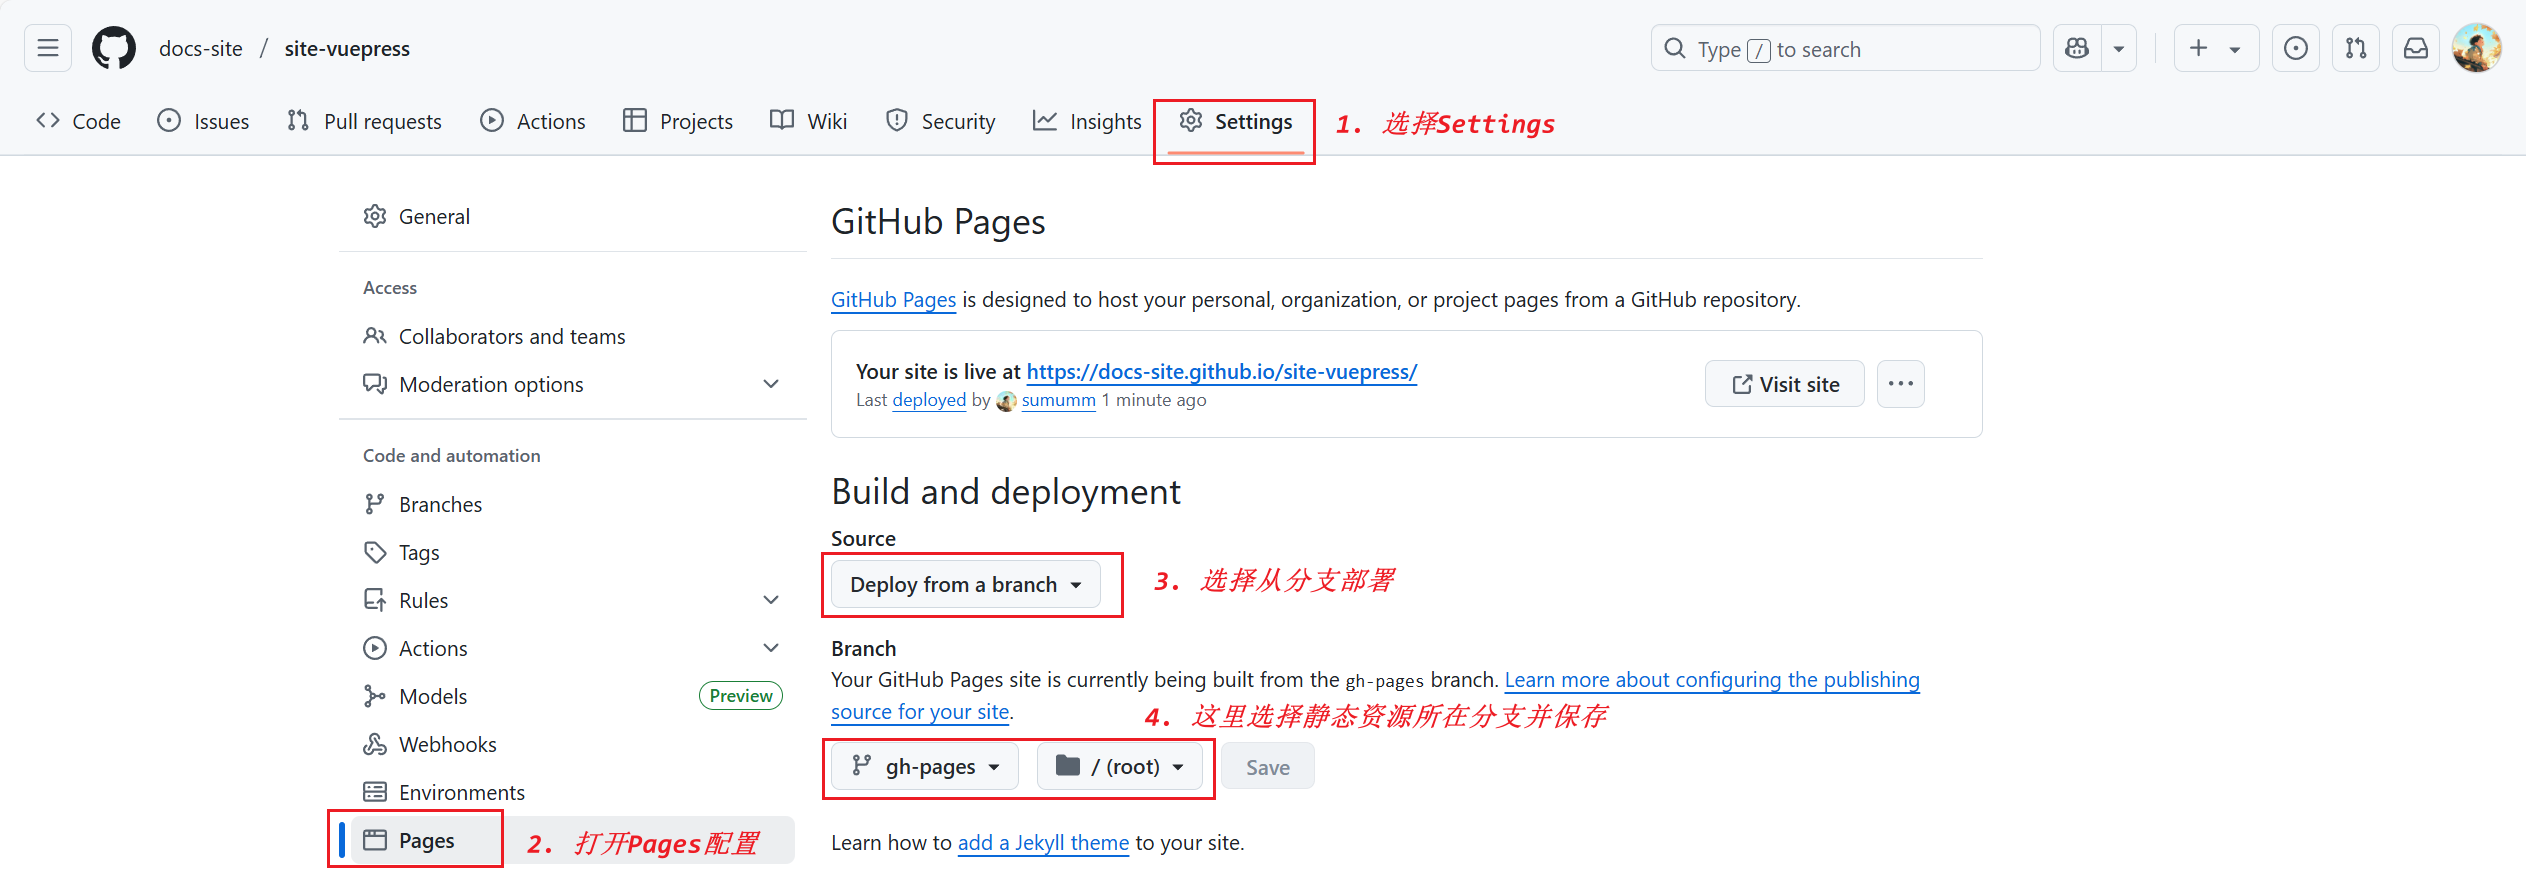 docs-site / site-vuepress
Type / to search
Code Issues Pull requests Actions Projects Wiki Security Insights Settings
1. 选择Settings
General
Access
Collaborators and teams
Moderation options
Code and automation
Branches
Tags
Rules
Actions
Models Preview
Webhooks
Environments
Pages
2. 打开Pages配置
GitHub Pages
GitHub Pages is designed to host your personal, organization, or project pages from a GitHub repository.
Your site is live at https://docs-site.github.io/site-vuepress/
Last deployed by sumumm 1 minute ago
Visit site
Build and deployment
Source
Deploy from a branch
3. 选择从分支部署
Branch
Your GitHub Pages site is currently being built from the gh-pages branch. Learn more about configuring the publishing
source for your site.
4. 这里选择静态资源所在分支并保存
gh-pages / (root) Save
Learn how to add a Jekyll theme to your site.